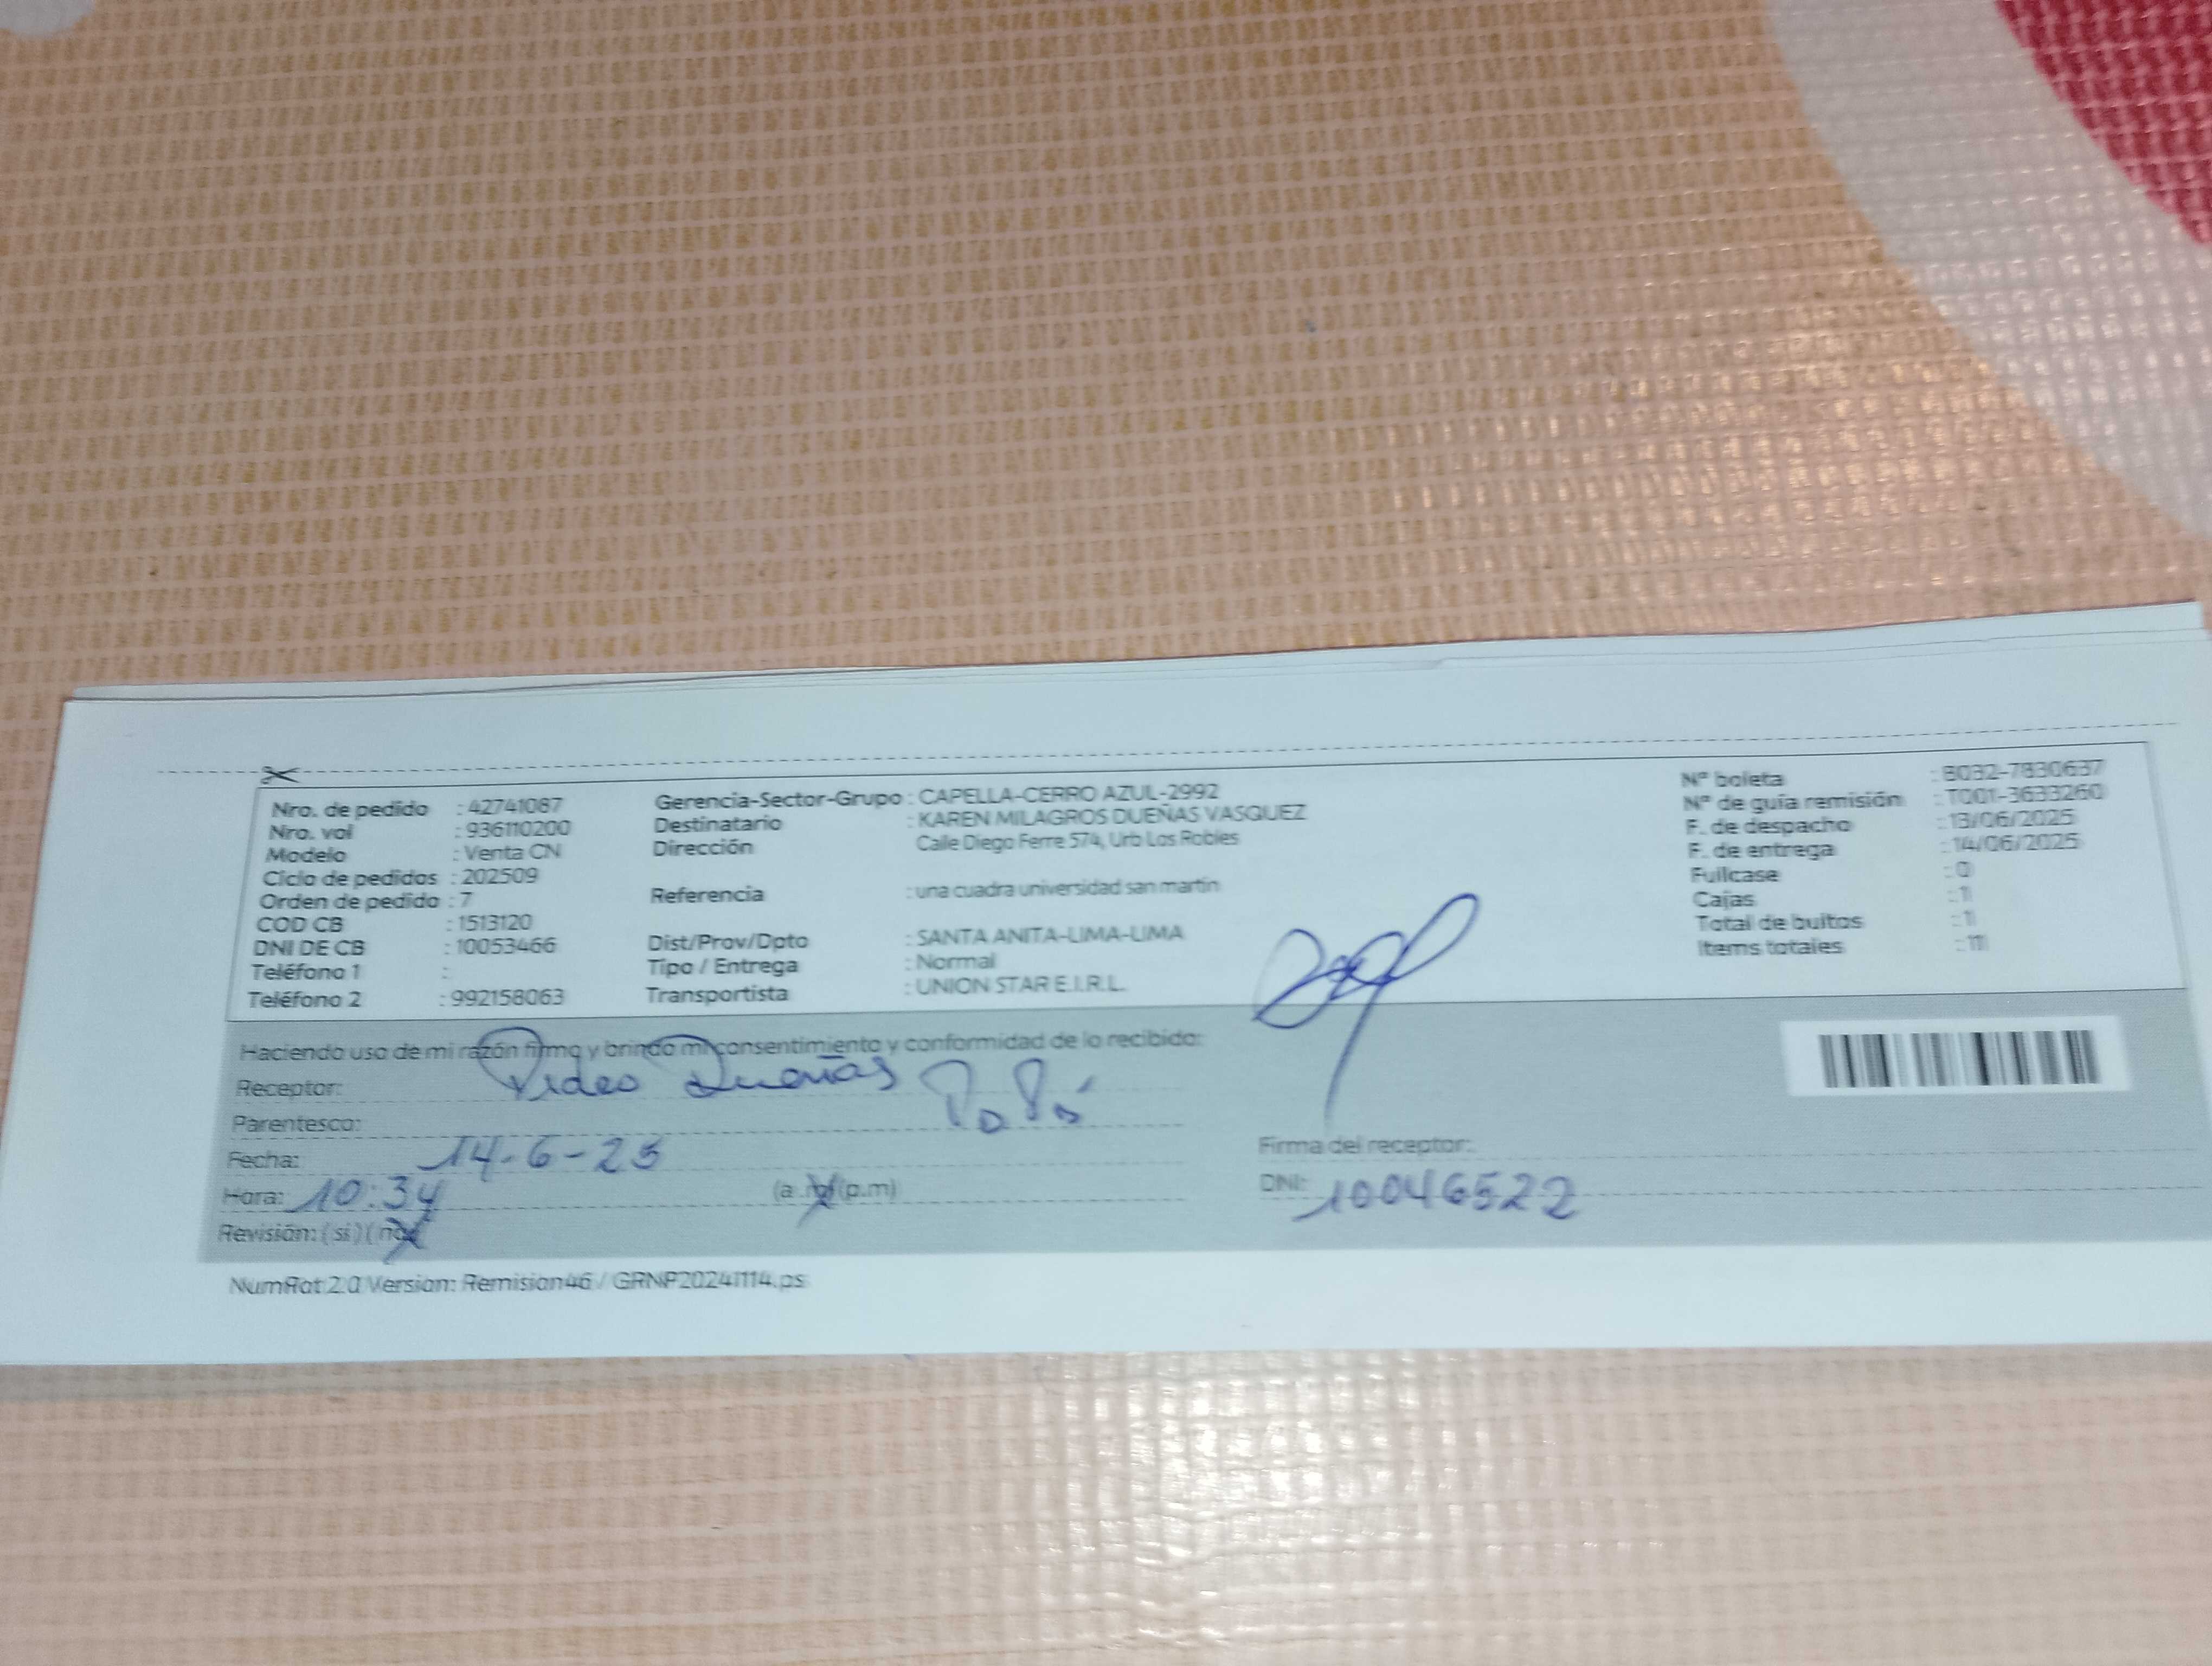 Nro. de pedido : 42741087
Nro. vol : 936110200
Modelo : Venta CN
Ciclo de pedidos : 202509
Orden de pedido : 7
COD CB : 1513120
DNI DE CB : 10053466
Teléfono 1 :
Teléfono 2 : 992158063
Gerencia-Sector-Grupo : CAPELLA-CERRO AZUL-2992
Destinatario : KAREN MILAGROS DUEÑAS VASQUEZ
Dirección Calle Diego Ferre 574, Urb Los Robles
Referencia : una cuadra universidad san martin
Dist/Prov/Dpto : SANTA ANITA-LIMA-LIMA
Tipo / Entrega : Normal
Transportista : UNION STAR E.I.R.L.
Nº boleta : B032-7830637
Nº de guía remisión : T001-3633260
F. de despacho : 13/06/2025
F. de entrega : 14/06/2025
Fullcase : 0
Cajas : 1
Total de bultos : 1
Items totales : 11
Haciendo uso de mi razón firmo y brindo mi consentimiento y conformidad de lo recibido:
Receptor: Dueñas
Parentesco: PaPá
Fecha: 14-6-25
Hora: 10:34 (a.m)(p.m)
Revisión: (si) (no)
Firma del receptor:
DNI: 10046522
NumRot 2.0 Version: Remision46 / GRNP20241114.ps